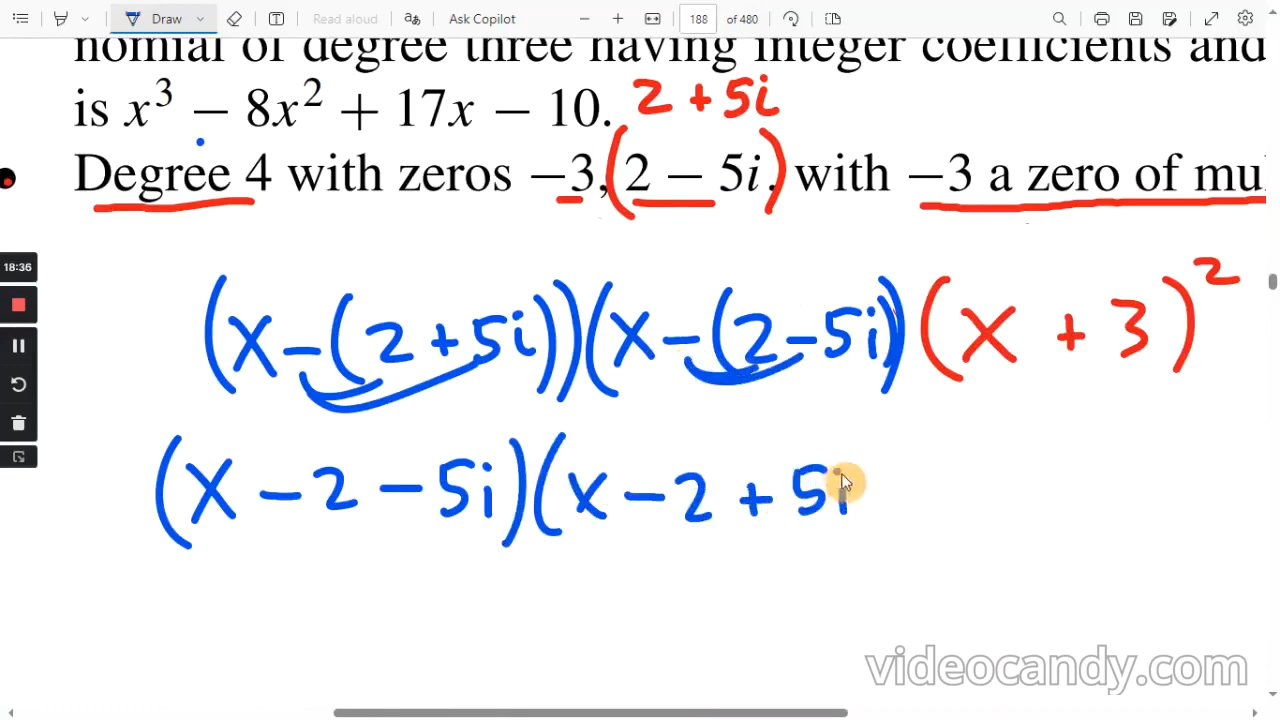 Draw Read aloud Ask Copilot 188 of 480
nomial of degree three having integer coefficients and
is x³ − 8x² + 17x − 10. 2 + 5i
Degree 4 with zeros −3, (2 − 5i) with −3 a zero of mul
18:36
(x − (2 + 5i))(x − (2 − 5i))(x + 3)²
(x − 2 − 5i)(x − 2 + 5i
videocandy.com